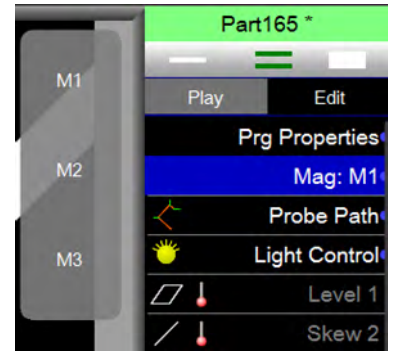 Part165 *
M1
Play Edit
Prg Properties
M2
Mag: M1
Probe Path
M3
Light Control
Level 1
Skew 2